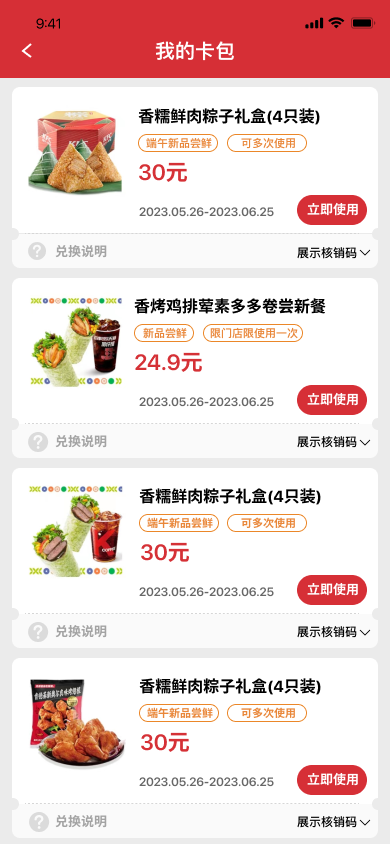 9:41
我的卡包
香糯鲜肉粽子礼盒(4只装)
端午新品尝鲜 可多次使用
30元
2023.05.26-2023.06.25 立即使用
兑换说明 展示核销码
香烤鸡排荤素多多卷尝新餐
新品尝鲜 限门店限使用一次
24.9元
2023.05.26-2023.06.25 立即使用
兑换说明 展示核销码
香糯鲜肉粽子礼盒(4只装)
端午新品尝鲜 可多次使用
30元
COFFEE
2023.05.26-2023.06.25 立即使用
兑换说明 展示核销码
香糯鲜肉粽子礼盒(4只装)
端午新品尝鲜 可多次使用
30元
2023.05.26-2023.06.25 立即使用
兑换说明 展示核销码